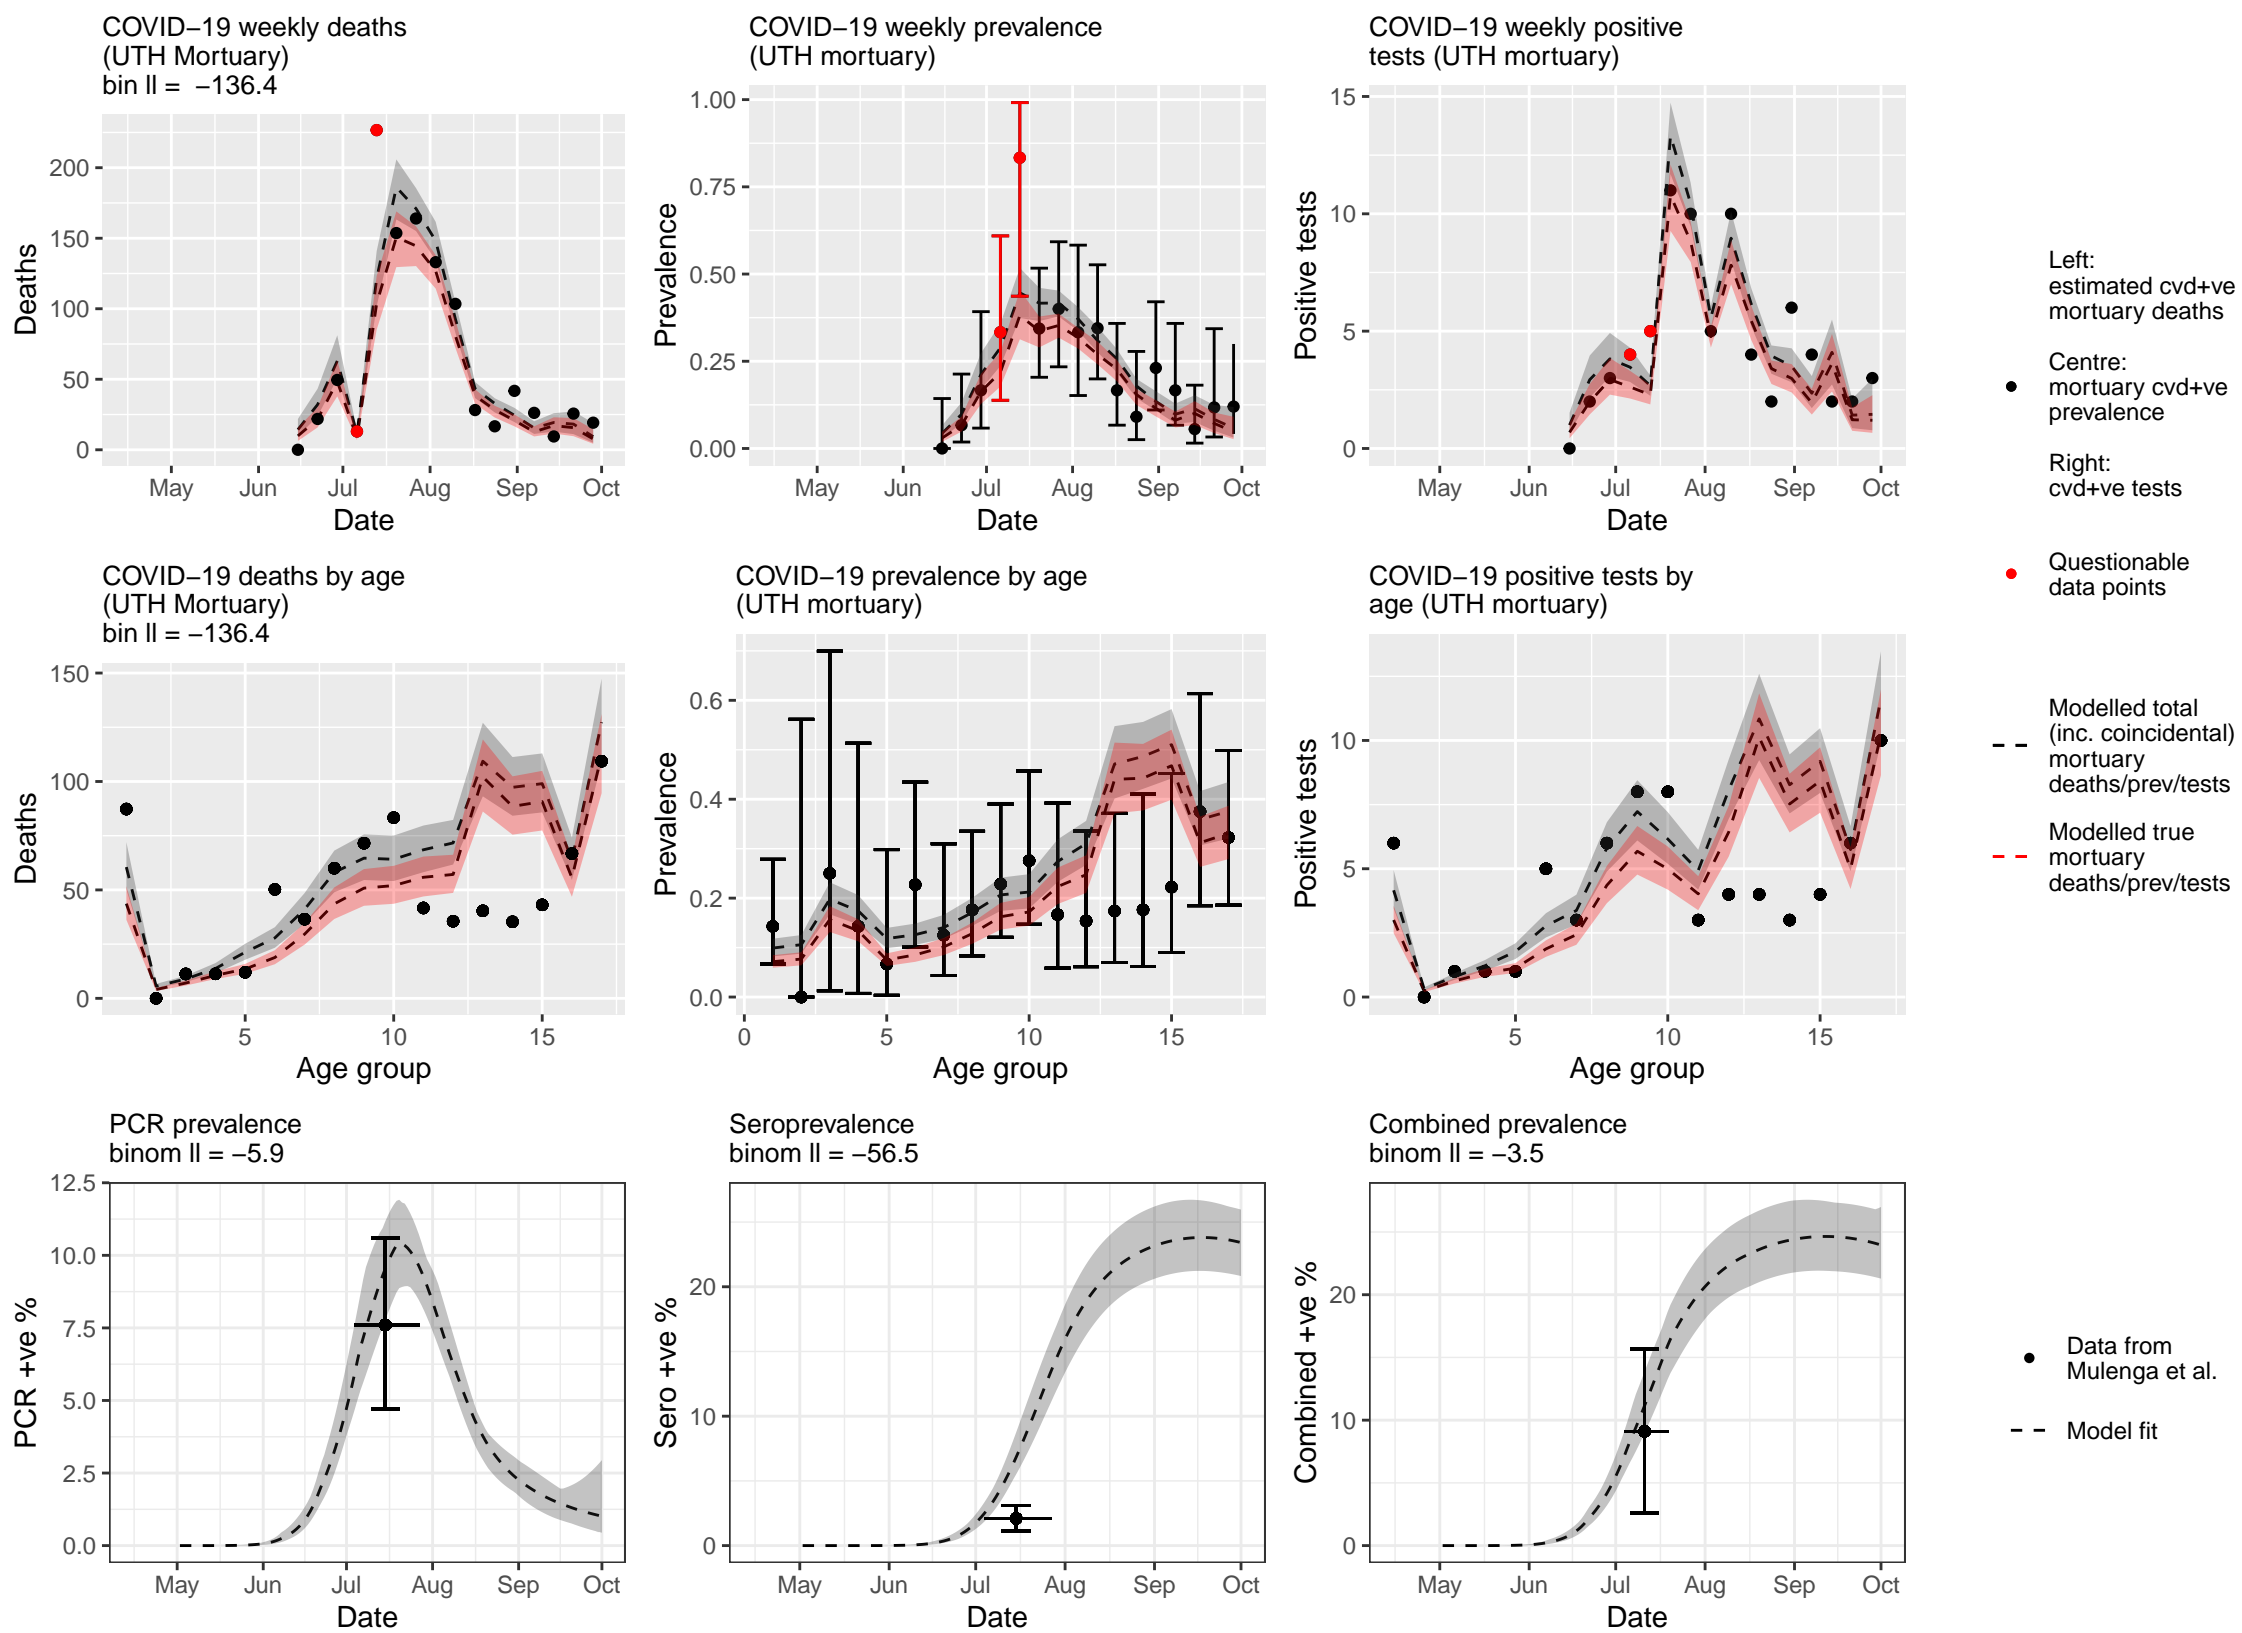 COVID−19 weekly deaths
(UTH Mortuary)
bin ll =  −136.4
Deaths
200
150
100
50
0
May Jun Jul Aug Sep Oct
Date
COVID−19 weekly prevalence
(UTH mortuary)
Prevalence
1.00
0.75
0.50
0.25
0.00
May Jun Jul Aug Sep Oct
Date
COVID−19 weekly positive
tests (UTH mortuary)
Positive tests
15
10
5
0
May Jun Jul Aug Sep Oct
Date
Left:
estimated cvd+ve
mortuary deaths
Centre:
mortuary cvd+ve
prevalence
Right:
cvd+ve tests
Questionable
data points
Modelled total
(inc. coincidental)
mortuary
deaths/prev/tests
Modelled true
mortuary
deaths/prev/tests
COVID−19 deaths by age
(UTH Mortuary)
bin ll = −136.4
Deaths
150
100
50
0
5 10 15
Age group
COVID−19 prevalence by age
(UTH mortuary)
Prevalence
0.6
0.4
0.2
0.0
0 5 10 15
Age group
COVID−19 positive tests by
age (UTH mortuary)
Positive tests
10
5
0
5 10 15
Age group
PCR prevalence
binom ll = −5.9
PCR +ve %
12.5
10.0
7.5
5.0
2.5
0.0
May Jun Jul Aug Sep Oct
Date
Seroprevalence
binom ll = −56.5
Sero +ve %
20
10
0
May Jun Jul Aug Sep Oct
Date
Combined prevalence
binom ll = −3.5
Combined +ve %
20
10
0
May Jun Jul Aug Sep Oct
Date
Data from
Mulenga et al.
Model fit